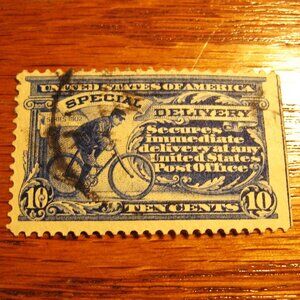 UNITED STATES OF AMERICA
SPECIAL DELIVERY
SERIES 1902
Secures
immediate
delivery at any
United States
Post Office
10 TEN CENTS 10